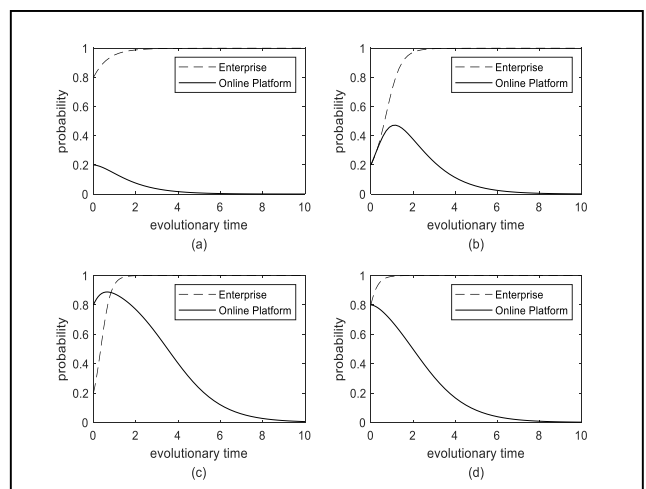 1
0.8
0.6
0.4
0.2
0
probability
Enterprise
Online Platform
0 2 4 6 8 10
evolutionary time
(a)
1
0.8
0.6
0.4
0.2
0
probability
Enterprise
Online Platform
0 2 4 6 8 10
evolutionary time
(b)
1
0.8
0.6
0.4
0.2
0
probability
Enterprise
Online Platform
0 2 4 6 8 10
evolutionary time
(c)
1
0.8
0.6
0.4
0.2
0
probability
Enterprise
Online Platform
0 2 4 6 8 10
evolutionary time
(d)